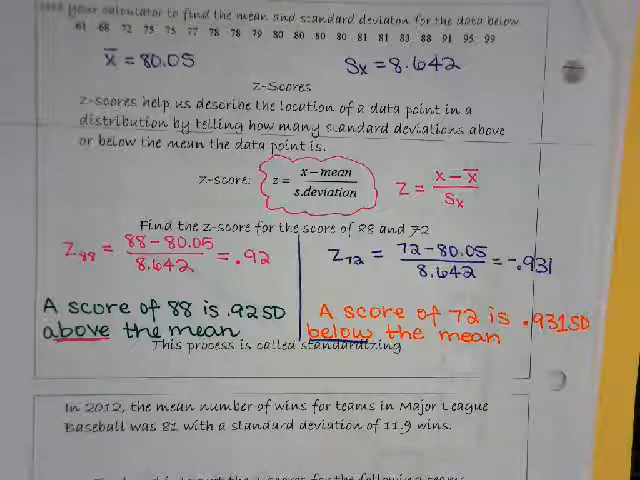 your calculator to find the mean and standard deviation for the data below
61 68 72 75 75 77 78 78 79 80 80 80 80 81 81 83 88 91 95 99
x̄ = 80.05 Sx = 8.642
Z-Scores
Z-scores help us describe the location of a data point in a
distribution by telling how many standard deviations above
or below the mean the data point is.
Z-score: z = x – mean / s.deviation Z = x – x̄ / Sx
Find the z-score for the score of 88 and 72
Z88 = 88 – 80.05 / 8.642 = .92 Z72 = 72 – 80.05 / 8.642 = -.931
A score of 88 is .92 SD
above the mean
A score of 72 is .931 SD
below the mean
This process is called standardizing
In 2012, the mean number of wins for teams in Major League
Baseball was 81 with a standard deviation of 11.9 wins.